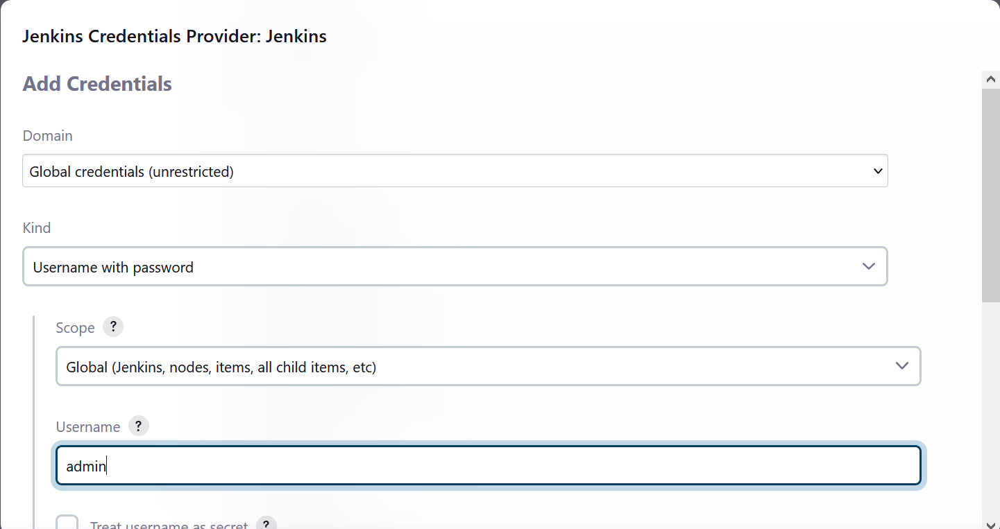 Jenkins Credentials Provider: Jenkins
Add Credentials
Domain
Global credentials (unrestricted)
Kind
Username with password
Scope ?
Global (Jenkins, nodes, items, all child items, etc)
Username ?
admin
Treat username as secret ?